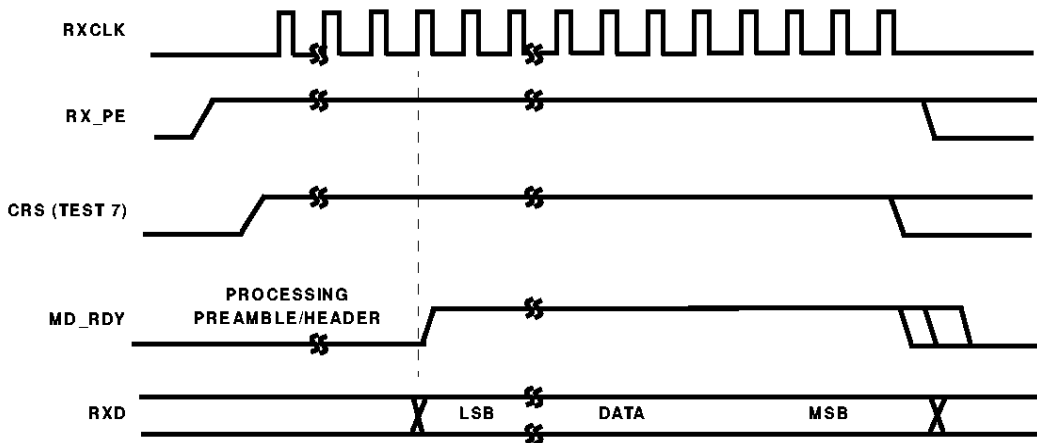 RXCLK
RX_PE
CRS (TEST 7)
PROCESSING
PREAMBLE/HEADER
MD_RDY
RXD
LSB
DATA
MSB